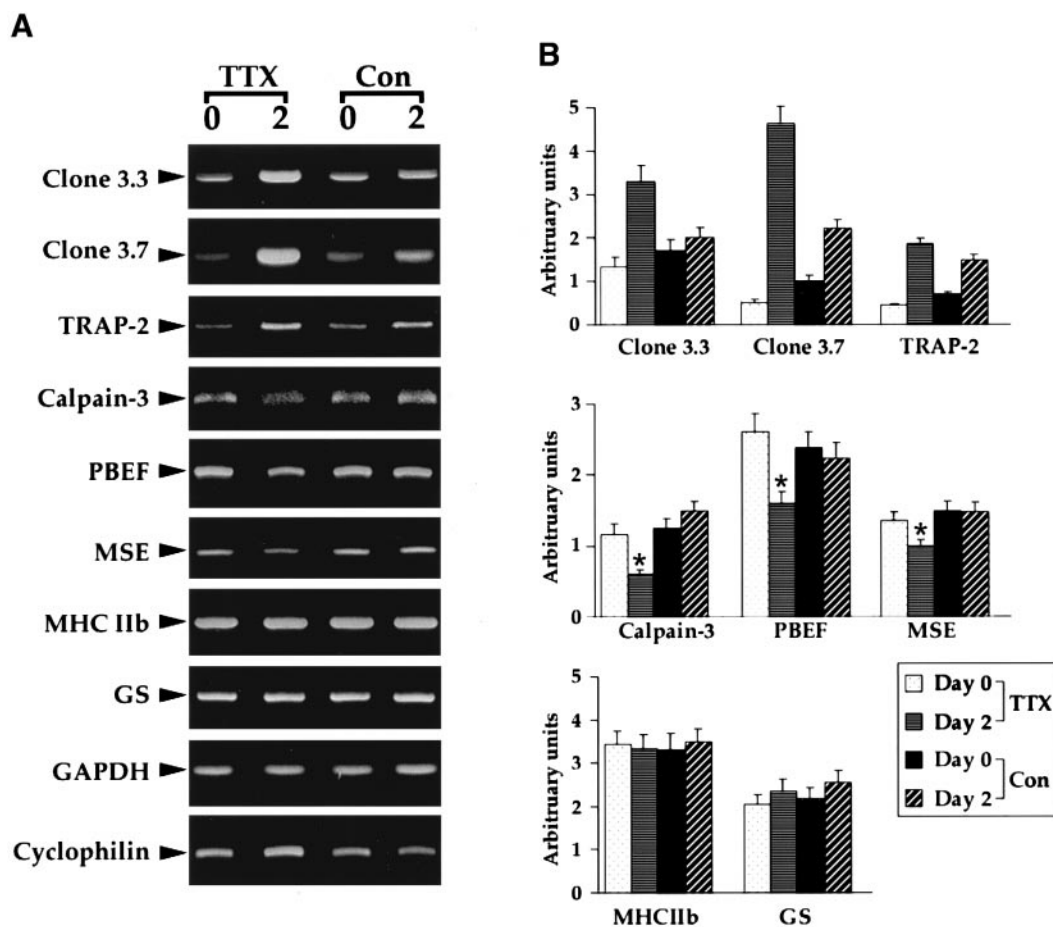 A
TTX Con
0 2 0 2
Clone 3.3
Clone 3.7
TRAP-2
Calpain-3
PBEF
MSE
MHC IIb
GS
GAPDH
Cyclophilin
B
Arbitruary units
5
4
3
2
1
0
Clone 3.3 Clone 3.7 TRAP-2
Arbitruary units
3
2
1
0
* * *
Calpain-3 PBEF MSE
Arbitruary units
5
4
3
2
1
0
MHCIIb GS
Day 0
Day 2
TTX
Day 0
Day 2
Con